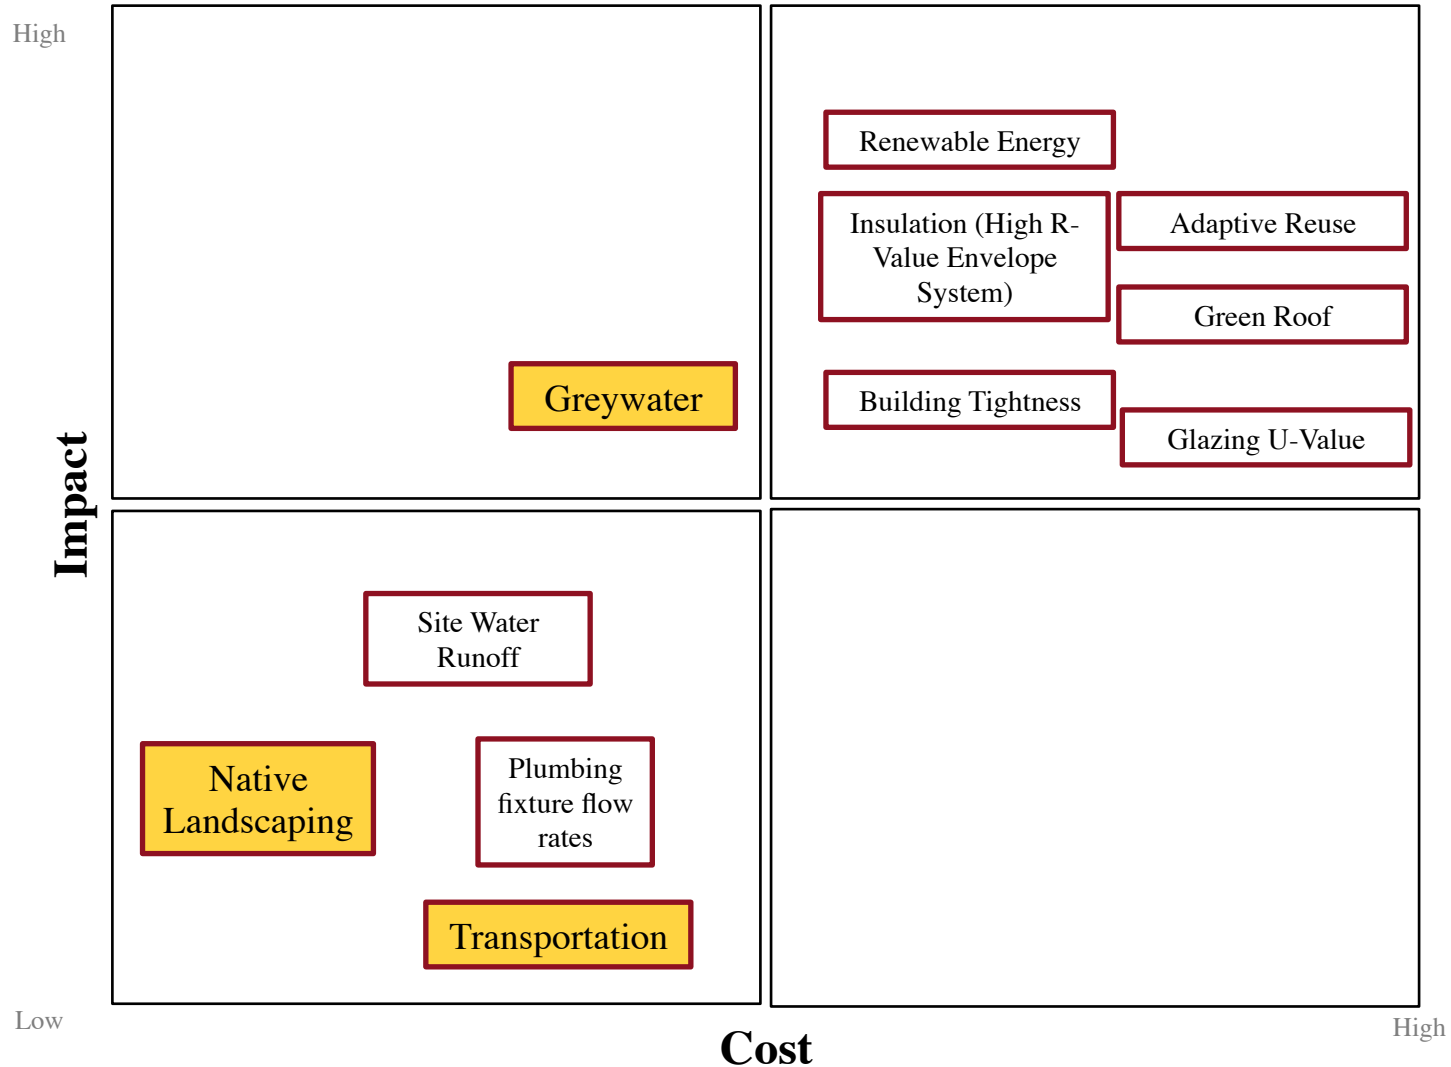 High
Renewable Energy
Insulation (High R-
Value Envelope
System)
Adaptive Reuse
Green Roof
Greywater
Building Tightness
Glazing U-Value
Impact
Site Water
Runoff
Native
Landscaping
Plumbing
fixture flow
rates
Transportation
Low
High
Cost